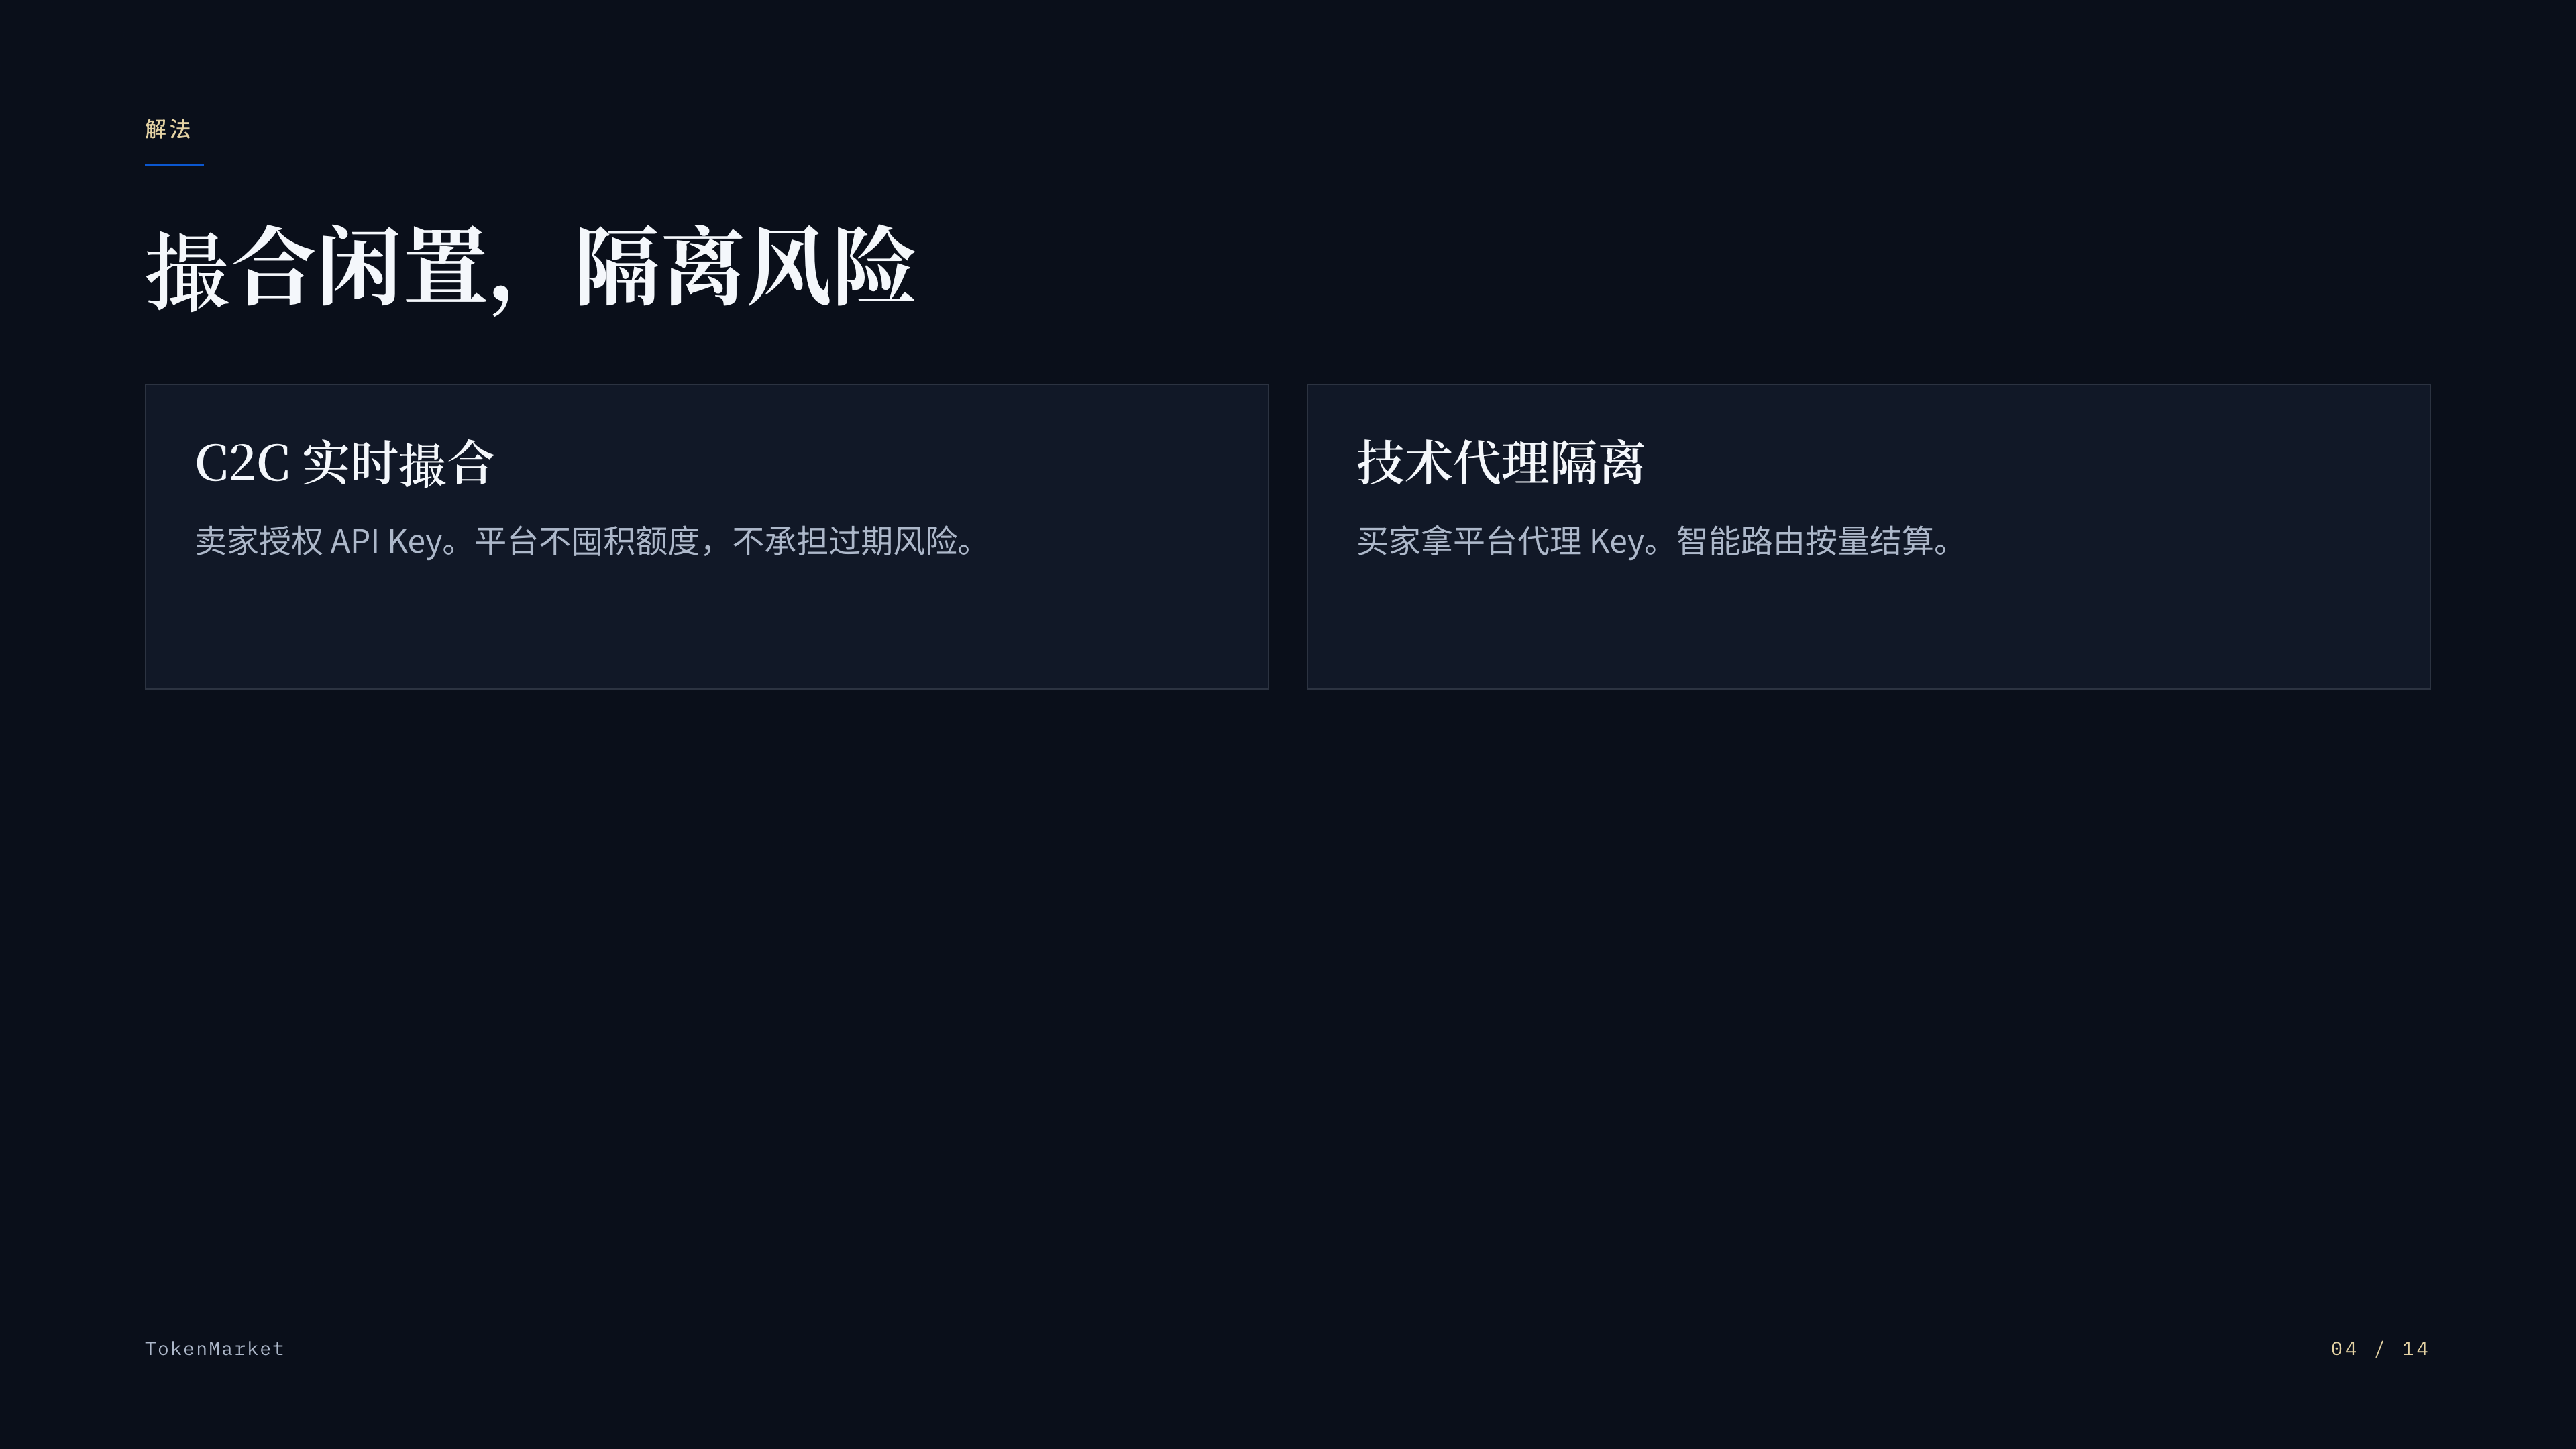 解法
撮合闲置，隔离风险
C2C 实时撮合
卖家授权 API Key。平台不囤积额度，不承担过期风险。
技术代理隔离
买家拿平台代理 Key。智能路由按量结算。
TokenMarket
04 / 14